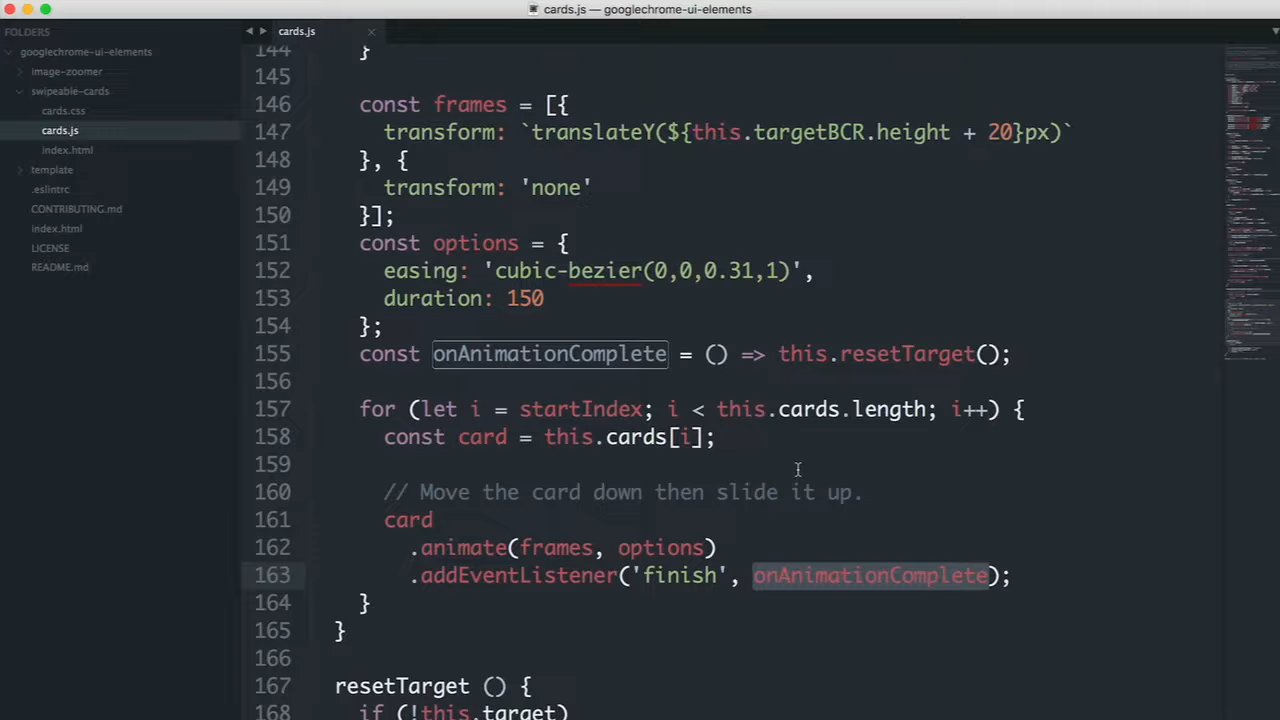 cards.js — googlechrome-ui-elements
FOLDERS
googlechrome-ui-elements
image-zoomer
swipeable-cards
cards.css
cards.js
index.html
template
.eslintrc
CONTRIBUTING.md
index.html
LICENSE
README.md
cards.js
144 }
145
146 const frames = [{
147 transform: `translateY(${this.targetBCR.height + 20}px)`
148 }, {
149 transform: 'none'
150 }];
151 const options = {
152 easing: 'cubic-bezier(0,0,0.31,1)',
153 duration: 150
154 };
155 const onAnimationComplete = () => this.resetTarget();
156
157 for (let i = startIndex; i < this.cards.length; i++) {
158 const card = this.cards[i];
159
160 // Move the card down then slide it up.
161 card
162 .animate(frames, options)
163 .addEventListener('finish', onAnimationComplete);
164 }
165 }
166
167 resetTarget () {
168 if (!this.target)